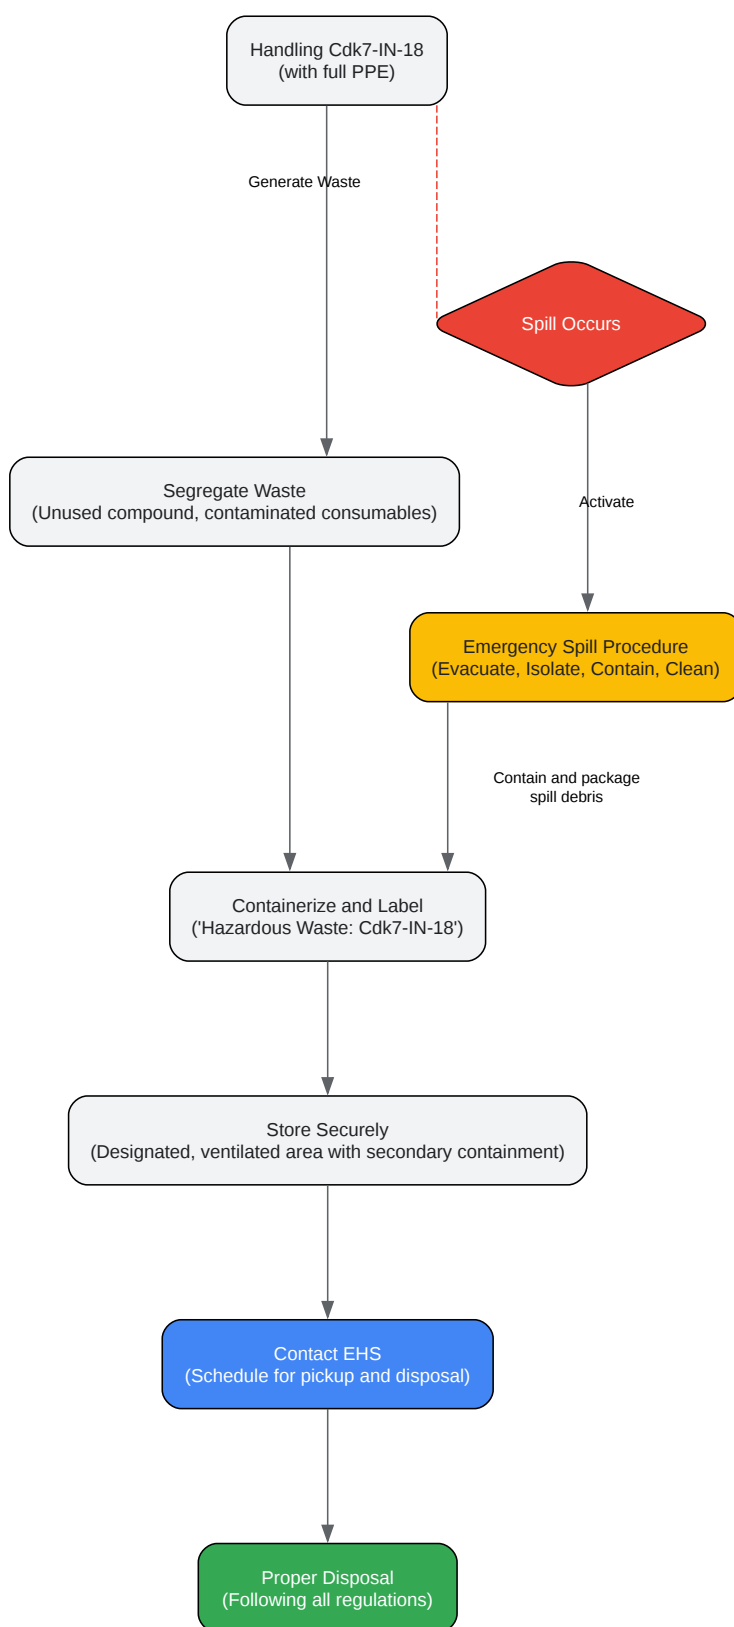 Handling Cdk7-IN-18
(with full PPE)
Generate Waste
Spill Occurs
Segregate Waste
(Unused compound, contaminated consumables)
Activate
Emergency Spill Procedure
(Evacuate, Isolate, Contain, Clean)
Contain and package
spill debris
Containerize and Label
('Hazardous Waste: Cdk7-IN-18')
Store Securely
(Designated, ventilated area with secondary containment)
Contact EHS
(Schedule for pickup and disposal)
Proper Disposal
(Following all regulations)